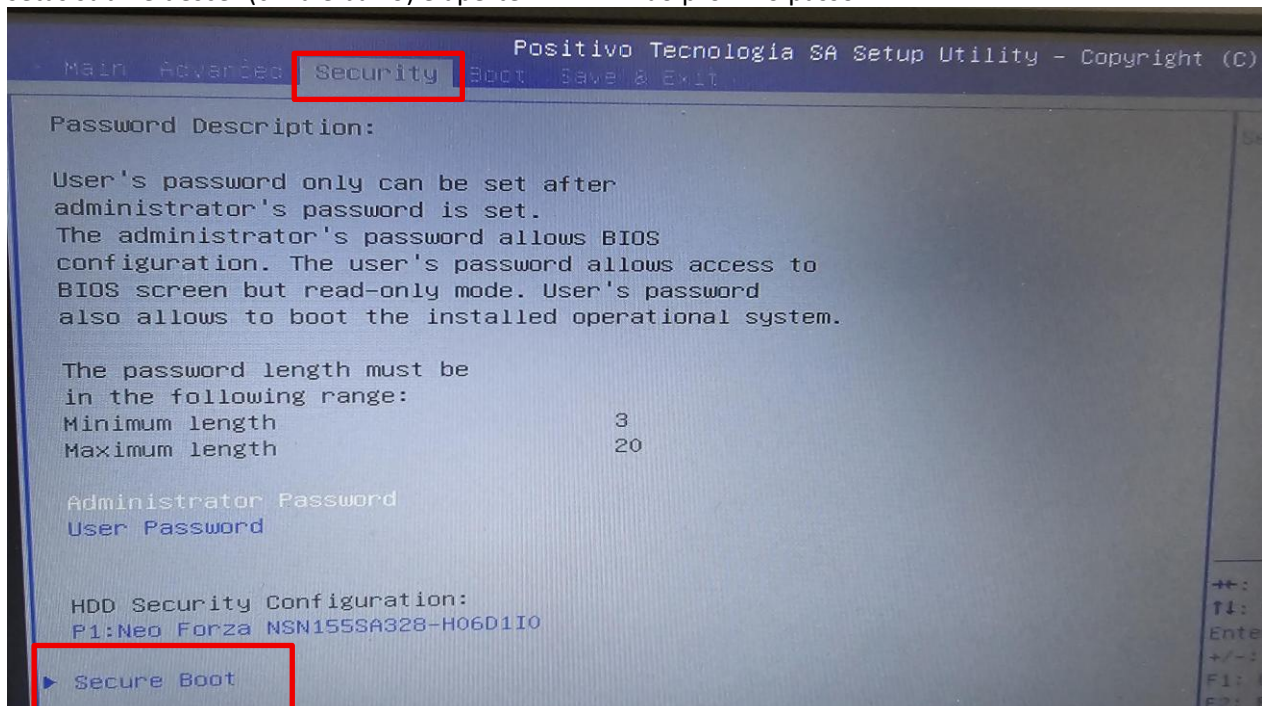 Positivo Tecnologia SA Setup Utility – Copyright (C)
Main Advanced Security Boot Save & Exit
Password Description:
User's password only can be set after
administrator's password is set.
The administrator's password allows BIOS
configuration. The user's password allows access to
BIOS screen but read-only mode. User's password
also allows to boot the installed operational system.
The password length must be
in the following range:
Minimum length 3
Maximum length 20
Administrator Password
User Password
HDD Security Configuration:
P1:Neo Forza NSN155SA328-H06D1I0
► Secure Boot
↑↓:
+/-:
F1:
F2: